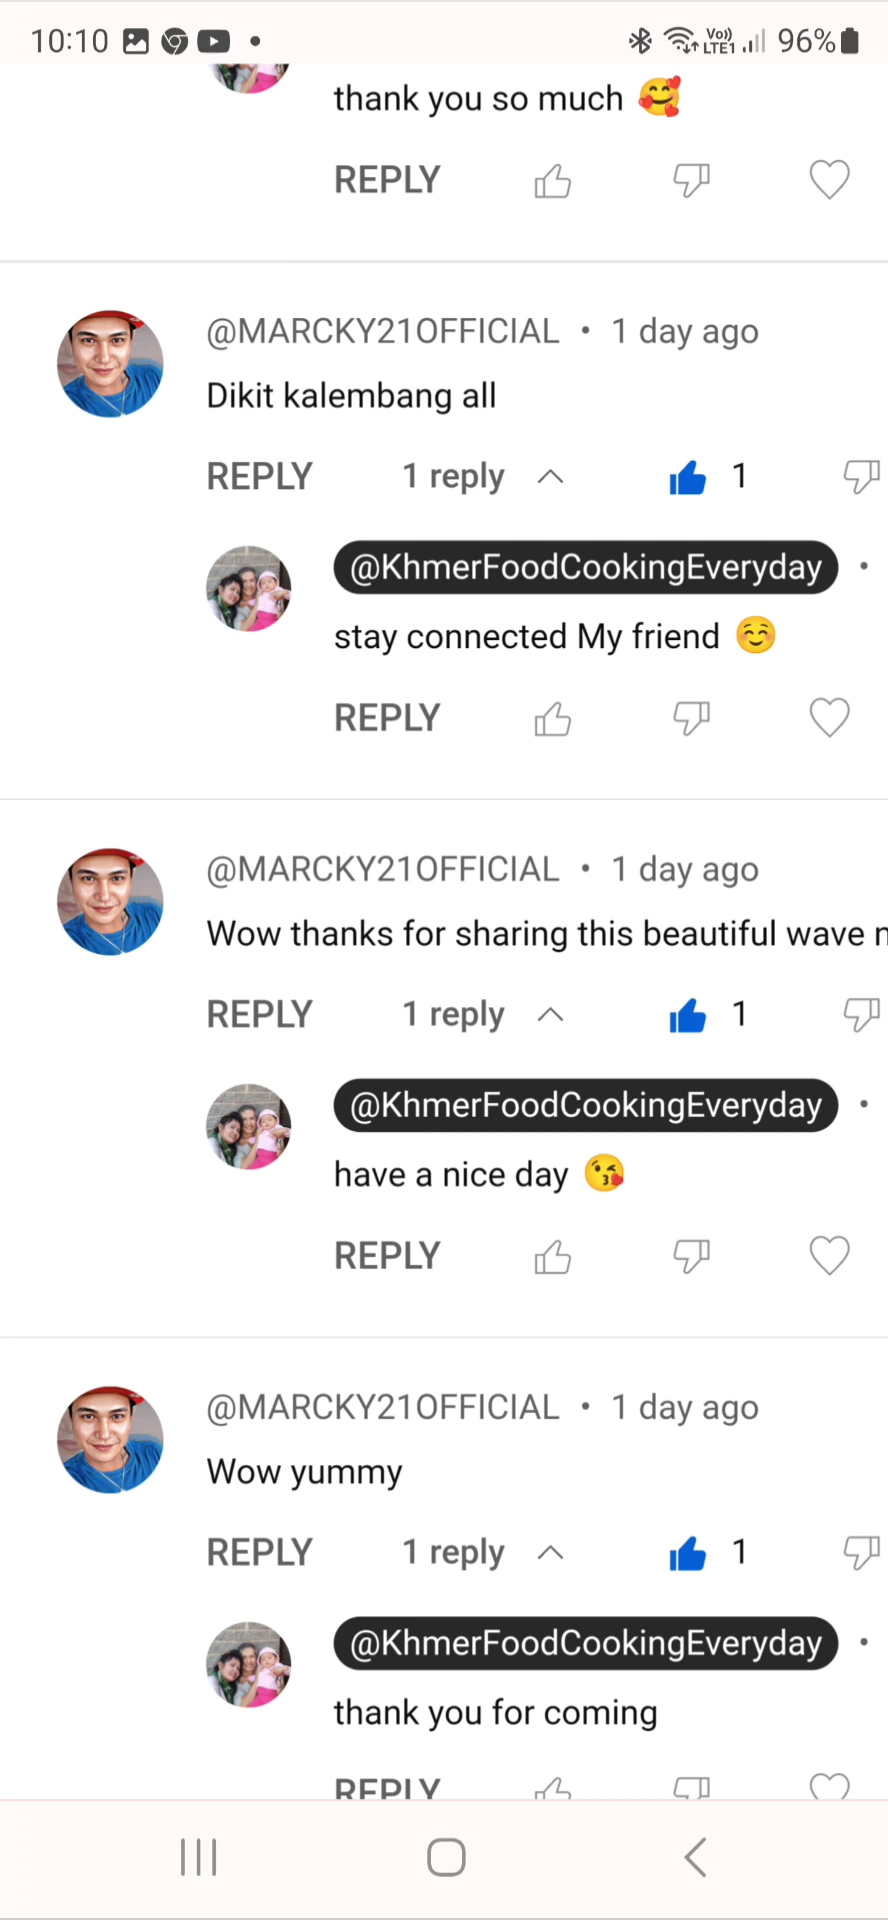 10:10 Vo)) LTE1 96%
thank you so much 🥰
REPLY
@MARCKY21OFFICIAL • 1 day ago
Dikit kalembang all
REPLY 1 reply 1
@KhmerFoodCookingEveryday •
stay connected My friend ☺️
REPLY
@MARCKY21OFFICIAL • 1 day ago
Wow thanks for sharing this beautiful wave
REPLY 1 reply 1
@KhmerFoodCookingEveryday •
have a nice day 😘
REPLY
@MARCKY21OFFICIAL • 1 day ago
Wow yummy
REPLY 1 reply 1
@KhmerFoodCookingEveryday •
thank you for coming
REPLY